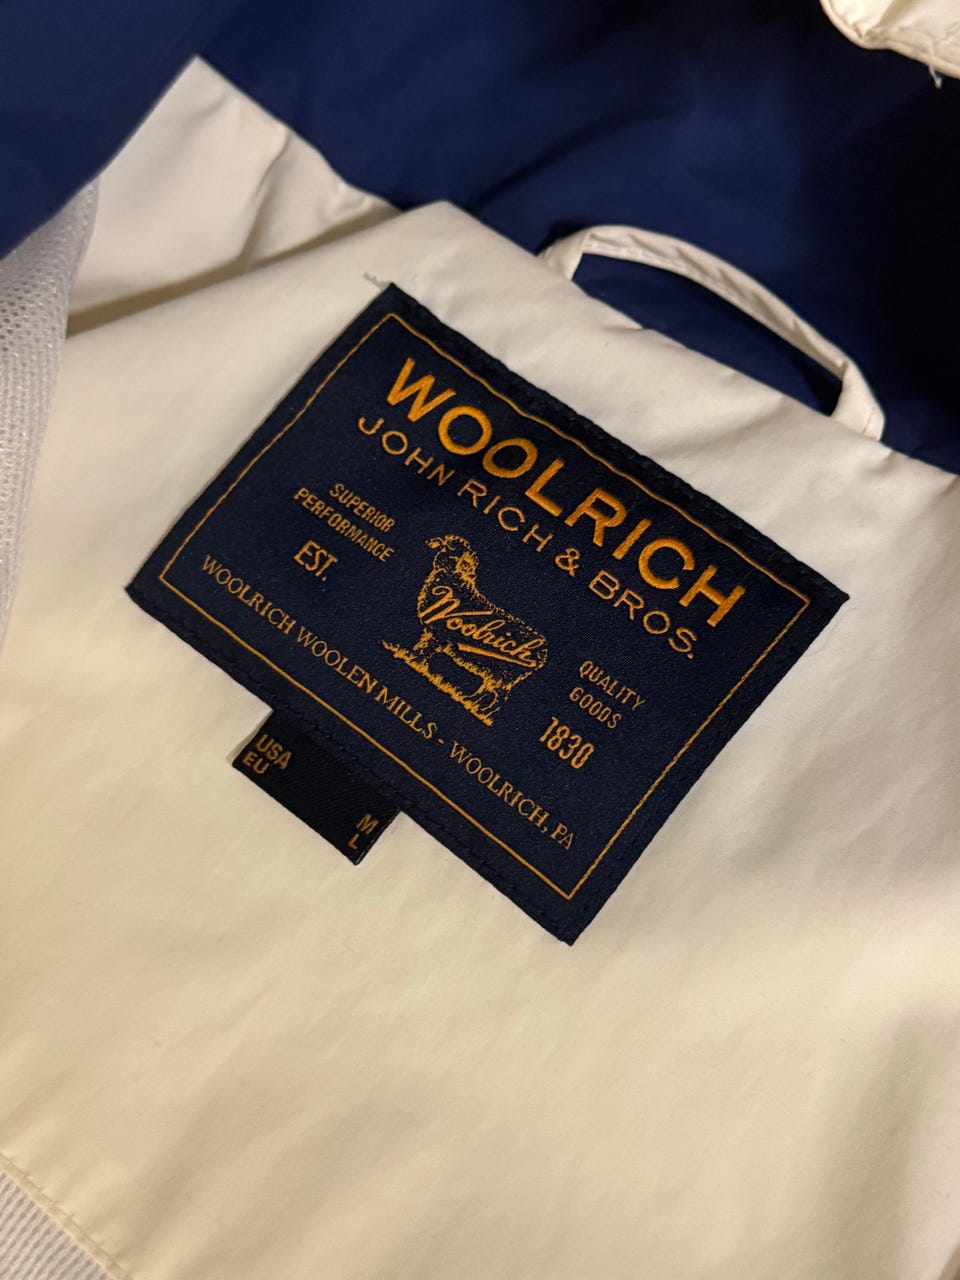 WOOLRICH
JOHN RICH & BROS.
SUPERIOR
PERFORMANCE
EST.
Woolrich
QUALITY
GOODS
1830
WOOLRICH WOOLEN MILLS - WOOLRICH, PA
USA M
EU L